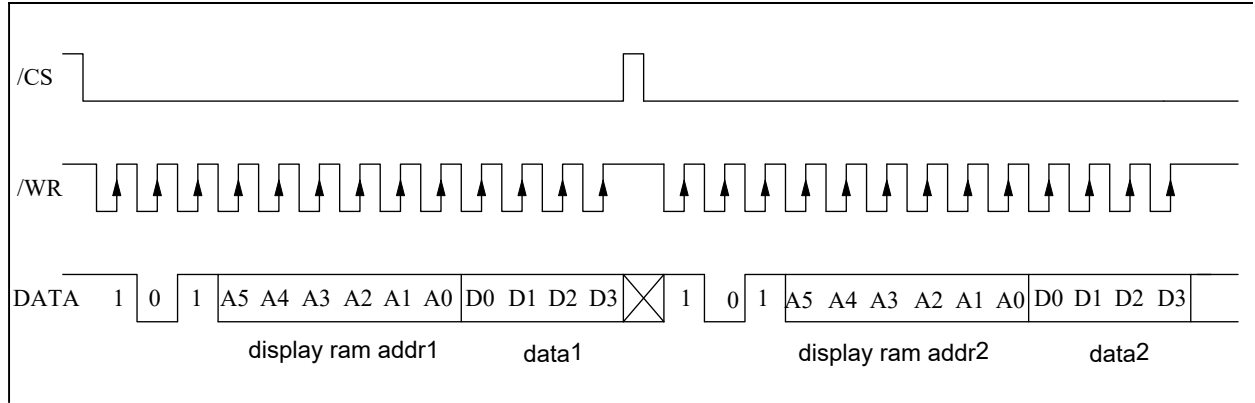 /CS
/WR
DATA 1 0 1 A5 A4 A3 A2 A1 A0 D0 D1 D2 D3 1 0 1 A5 A4 A3 A2 A1 A0 D0 D1 D2 D3
display ram addr1 data1 display ram addr2 data2